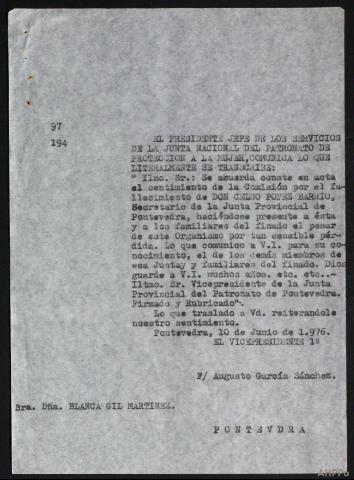 97
194
EL PRESIDENTE JEFE DE LOS SERVICIOS
DE LA JUNTA NACIONAL DEL PATRONATO DE
PROTECCION A LA MUJER, COMUNICA LO QUE
LITERALMENTE SE TRANSCRIBE:
" Ilmo. Sr.: Se acuerda conste en acta
el sentimiento de la Comisión por el fa-
llecimiento de DON CELSO POPEZ BARRIO,
Secretario de la Junta Provincial de
Pontevedra, haciéndose presente a ésta
y a los familiares del finado el pesar
de este Organismo por tan sensible pér-
dida. Lo que comunico a V.I. para su co-
nocimiento, el de los demás miembros de
esa Juntay y familiares del finado. Dios
guarde a V.I. muchos años.. etc. etc..-
Iltmo. Sr. Vicepresidente de la Junta
Provincial del Patronato de Pontevedra.
Firmado y Rubricado".
Lo que traslado a Vd. reiterandole
nuestro sentimiento.
Pontevedra, 10 de Junio de 1.976.
EL VICEPRESIDENTE 1º
F/ Augusto García Sánchez.
Sra. Dña. BLANCA GIL MARTINEZ.
PONTEVDRA
AHPPO